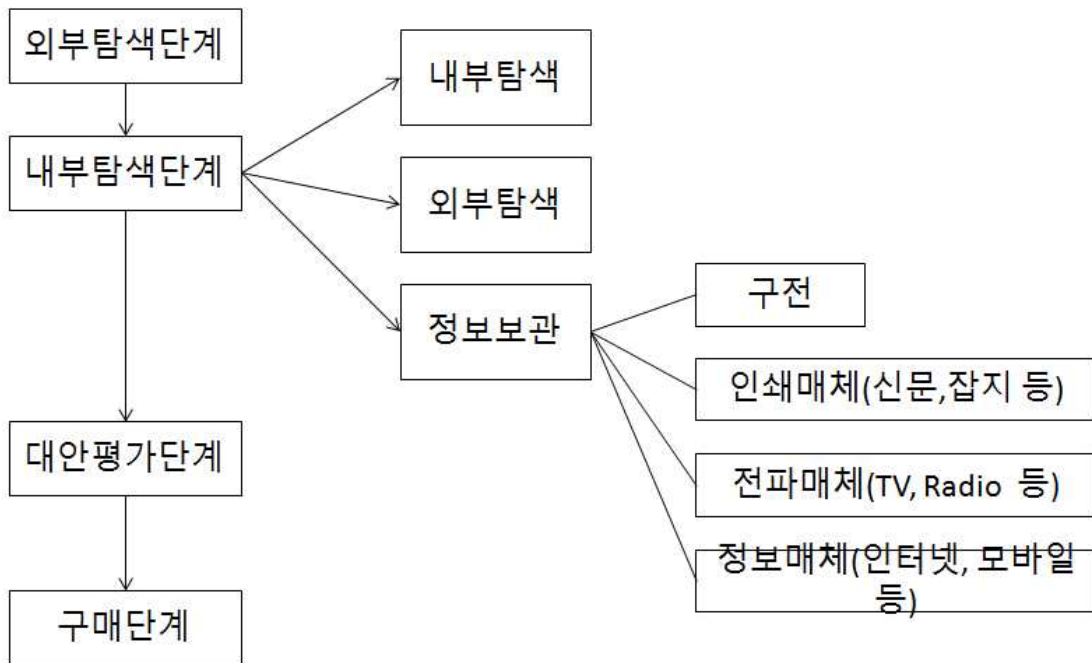 외부탐색단계
내부탐색단계
대안평가단계
구매단계
내부탐색
외부탐색
정보보관
구전
인쇄매체(신문,잡지 등)
전파매체(TV, Radio 등)
정보매체(인터넷, 모바일
등)